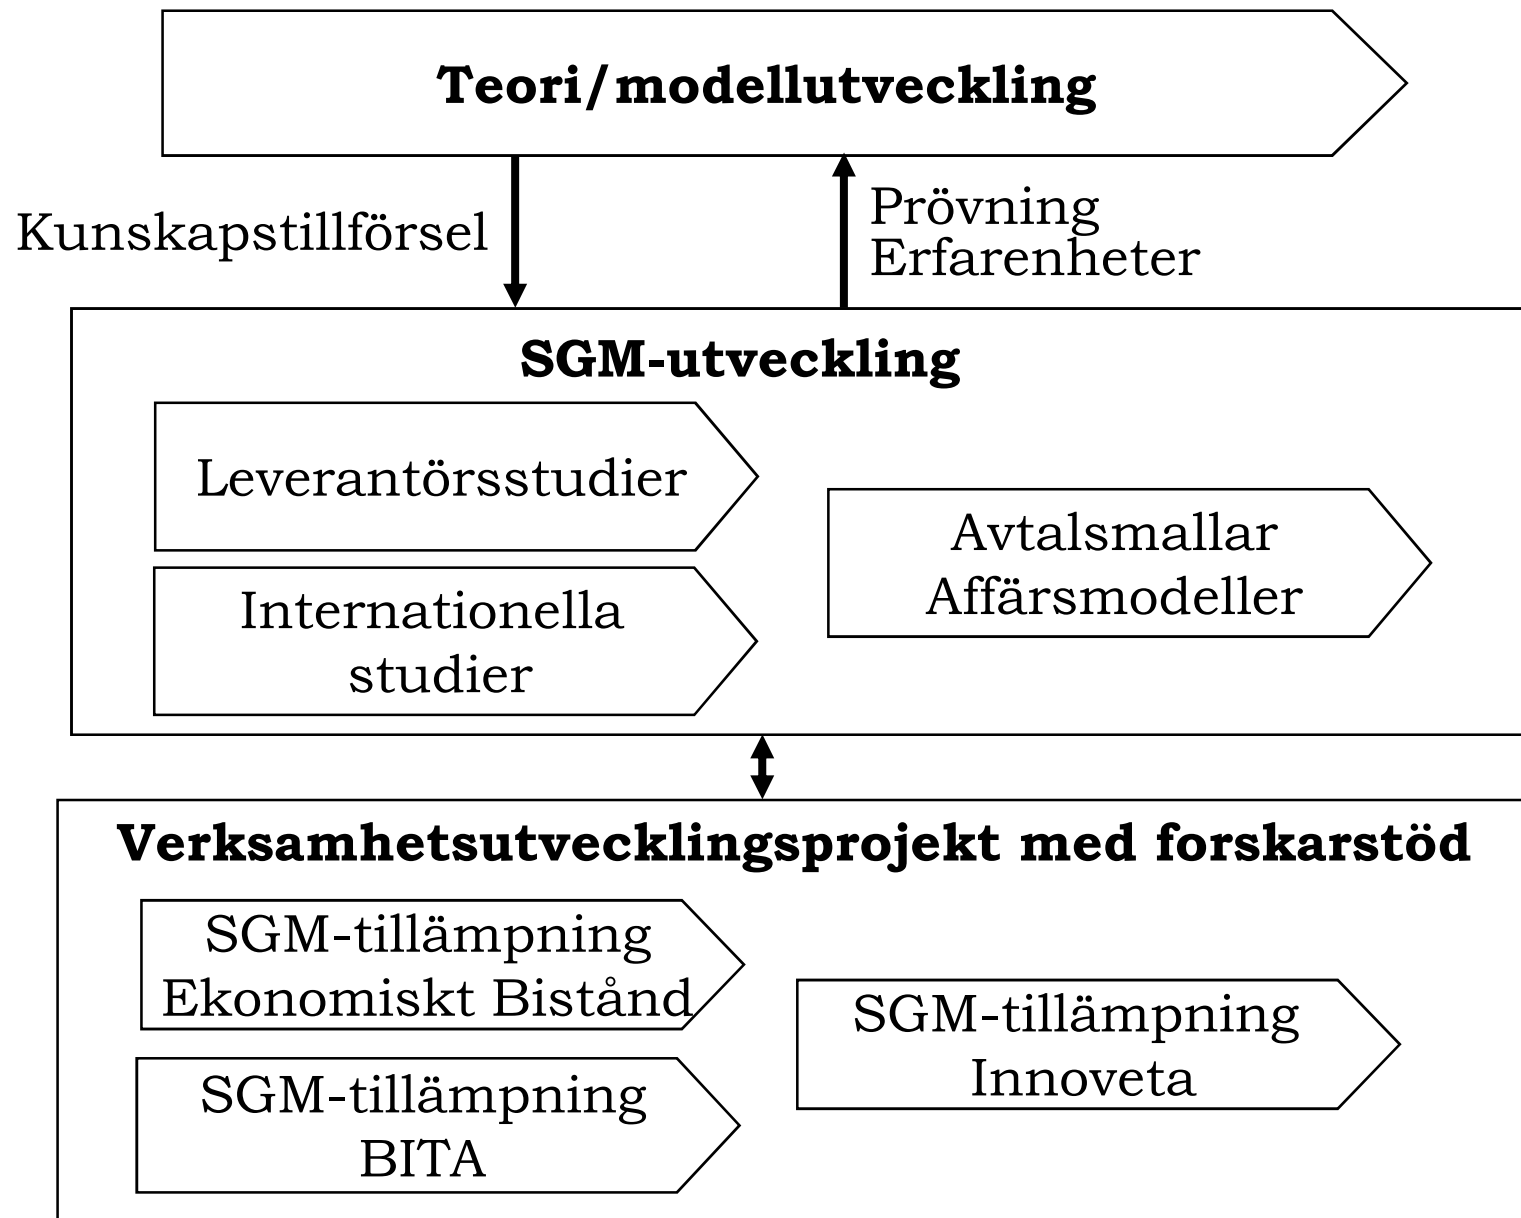 Teori/modellutveckling
Kunskapstillförsel
Prövning
Erfarenheter
SGM-utveckling
Leverantörsstudier
Internationella
studier
Avtalsmallar
Affärsmodeller
Verksamhetsutvecklingsprojekt med forskarstöd
SGM-tillämpning
Ekonomiskt Bistånd
SGM-tillämpning
BITA
SGM-tillämpning
Innoveta